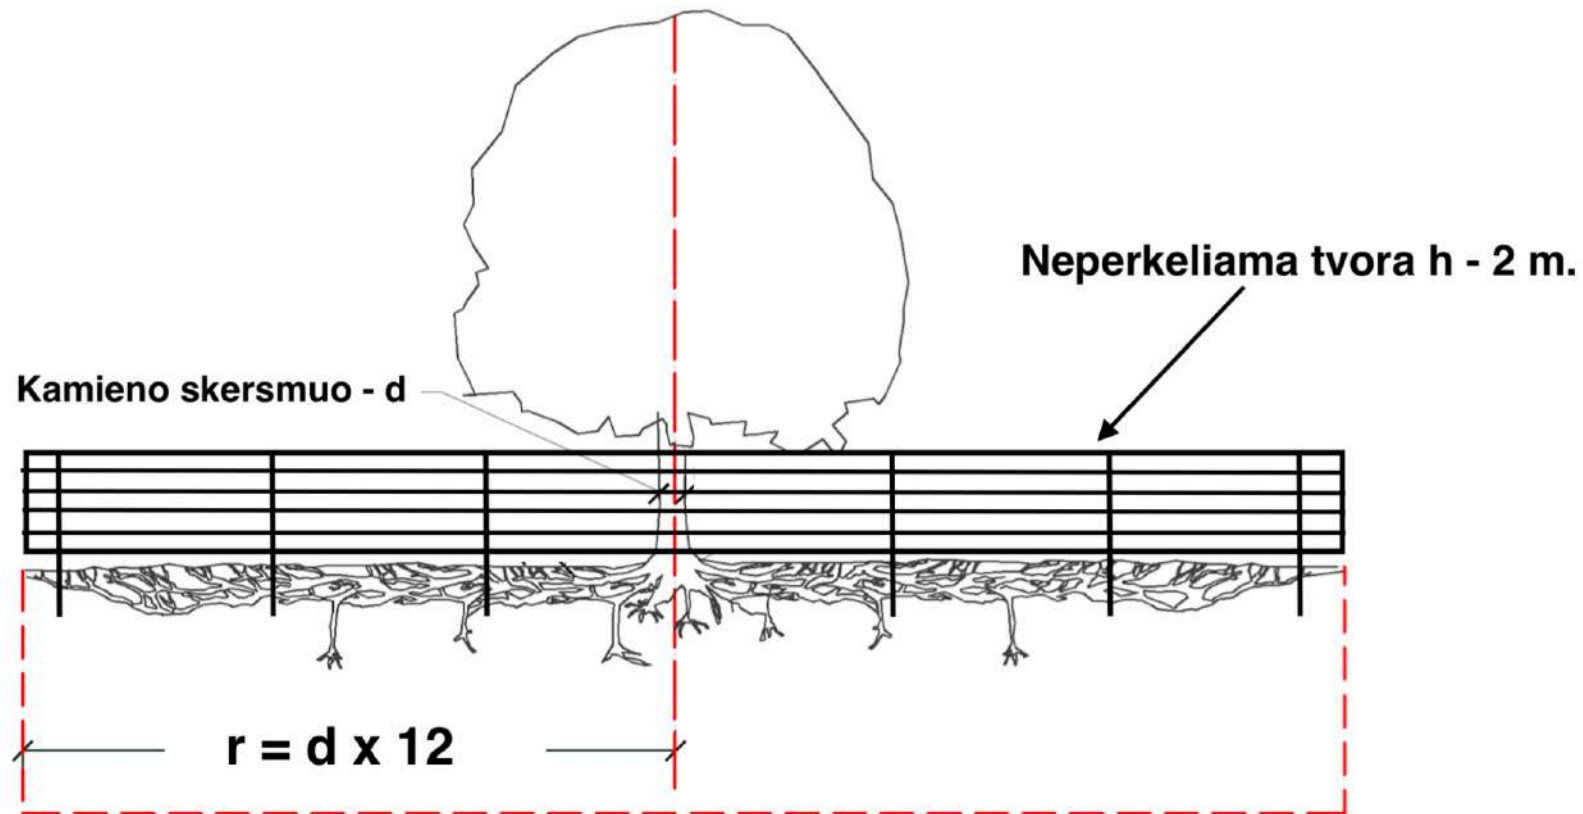 Neperkeliama tvora h - 2 m.
Kamieno skersmuo - d
r = d x 12